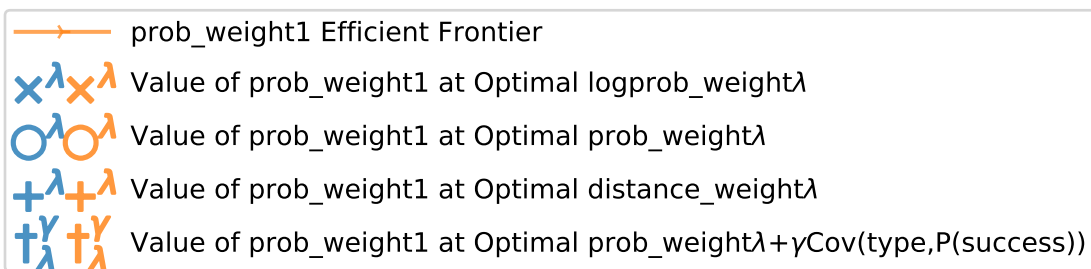 prob_weight1 Efficient Frontier
λ λ Value of prob_weight1 at Optimal logprob_weightλ
λ λ Value of prob_weight1 at Optimal prob_weightλ
λ λ Value of prob_weight1 at Optimal distance_weightλ
γ λ γ λ Value of prob_weight1 at Optimal prob_weightλ+γCov(type,P(success))